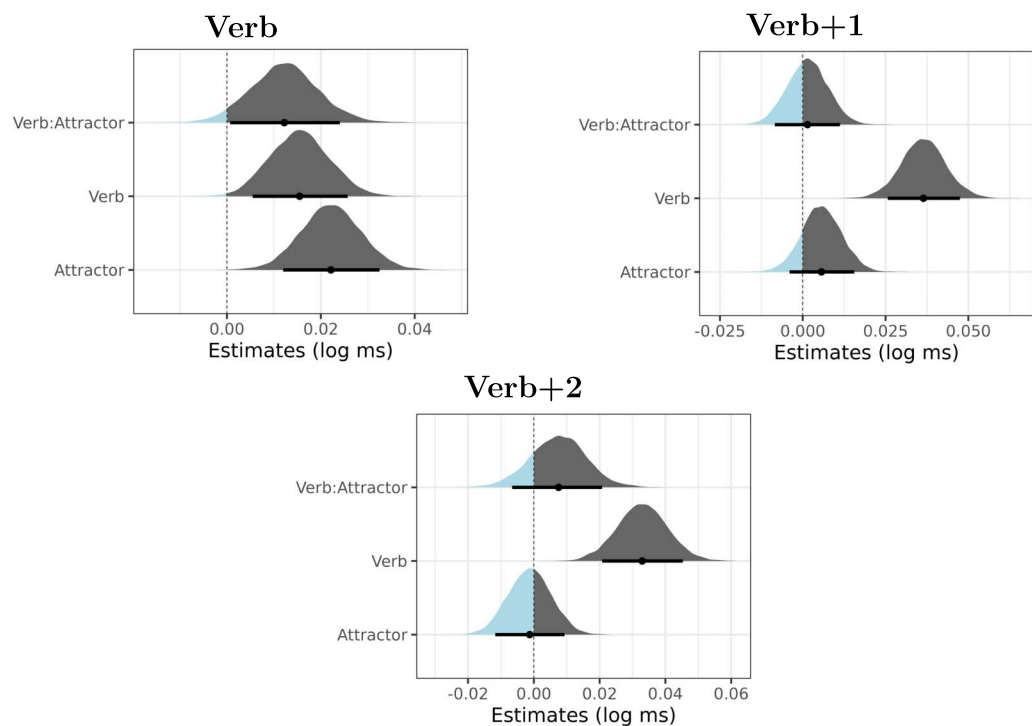 Verb
Verb:Attractor
Verb
Attractor
0.00 0.02 0.04
Estimates (log ms)
Verb+1
Verb:Attractor
Verb
Attractor
-0.025 0.000 0.025 0.050
Estimates (log ms)
Verb+2
Verb:Attractor
Verb
Attractor
-0.02 0.00 0.02 0.04 0.06
Estimates (log ms)